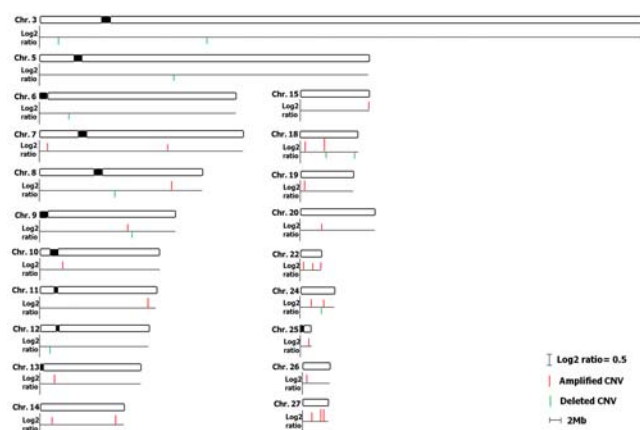 Chr. 3
Log2
ratio
Chr. 5
Log2
ratio
Chr. 6
Log2
ratio
Chr. 7
Log2
ratio
Chr. 8
Log2
ratio
Chr. 9
Log2
ratio
Chr. 10
Log2
ratio
Chr. 11
Log2
ratio
Chr. 12
Log2
ratio
Chr. 13
Log2
ratio
Chr. 14
Log2
ratio
Chr. 15
Log2
ratio
Chr. 18
Log2
ratio
Chr. 19
Log2
ratio
Chr. 20
Log2
ratio
Chr. 22
Log2
ratio
Chr. 24
Log2
ratio
Chr. 25
Log2
ratio
Chr. 26
Log2
ratio
Chr. 27
Log2
ratio
Log2 ratio= 0.5
Amplified CNV
Deleted CNV
2Mb